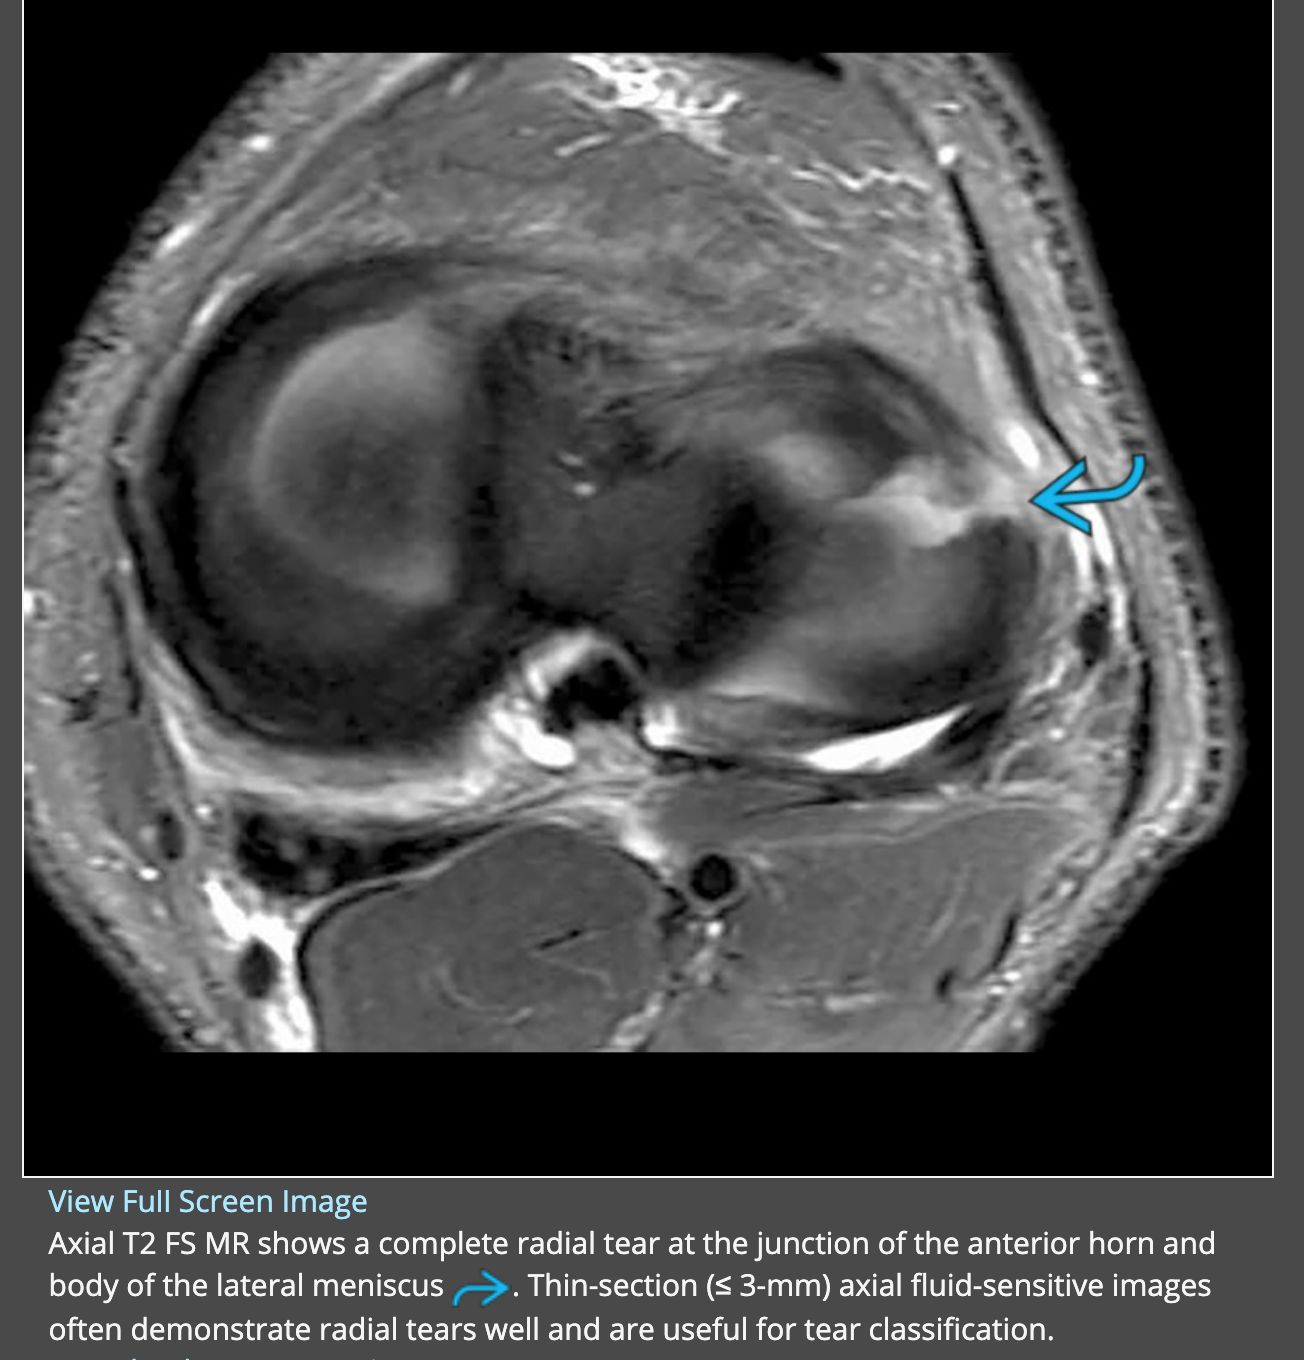 View Full Screen Image
Axial T2 FS MR shows a complete radial tear at the junction of the anterior horn and
body of the lateral meniscus . Thin-section (≤ 3-mm) axial fluid-sensitive images
often demonstrate radial tears well and are useful for tear classification.